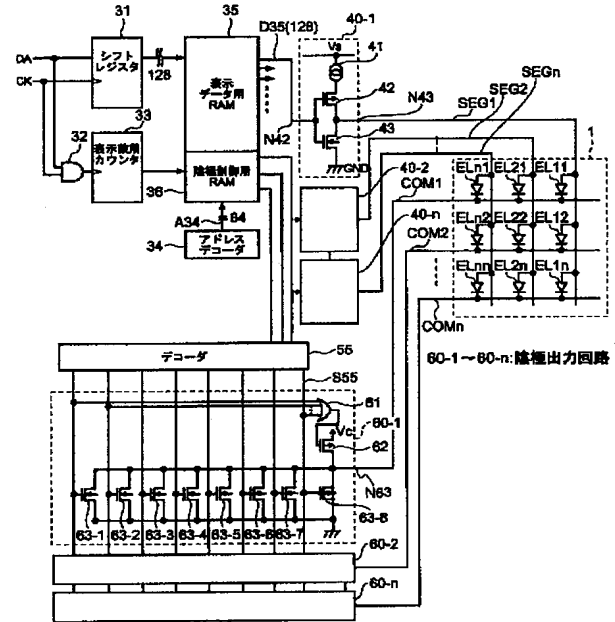 31
35
D35{128}
40-1
DA
CK
シフト
レジスタ
128
表示
データ用
RAM
Vs
41
42
43
N42
N43
GND
SEG1
SEG2
SEGn
32
33
表示数用
カウンタ
陰極制御用
RAM
36
A34
64
34
アドレス
デコーダ
40-2
40-n
COM1
COM2
COMn
1
ELn1
EL21
EL11
ELn2
EL22
EL12
ELnn
EL2n
EL1n
60-1～60-n:陰極出力回路
デコーダ
55
S55
61
Vc
60-1
62
N63
63-1
63-2
63-3
63-4
63-5
63-6
63-7
63-8
60-2
60-n